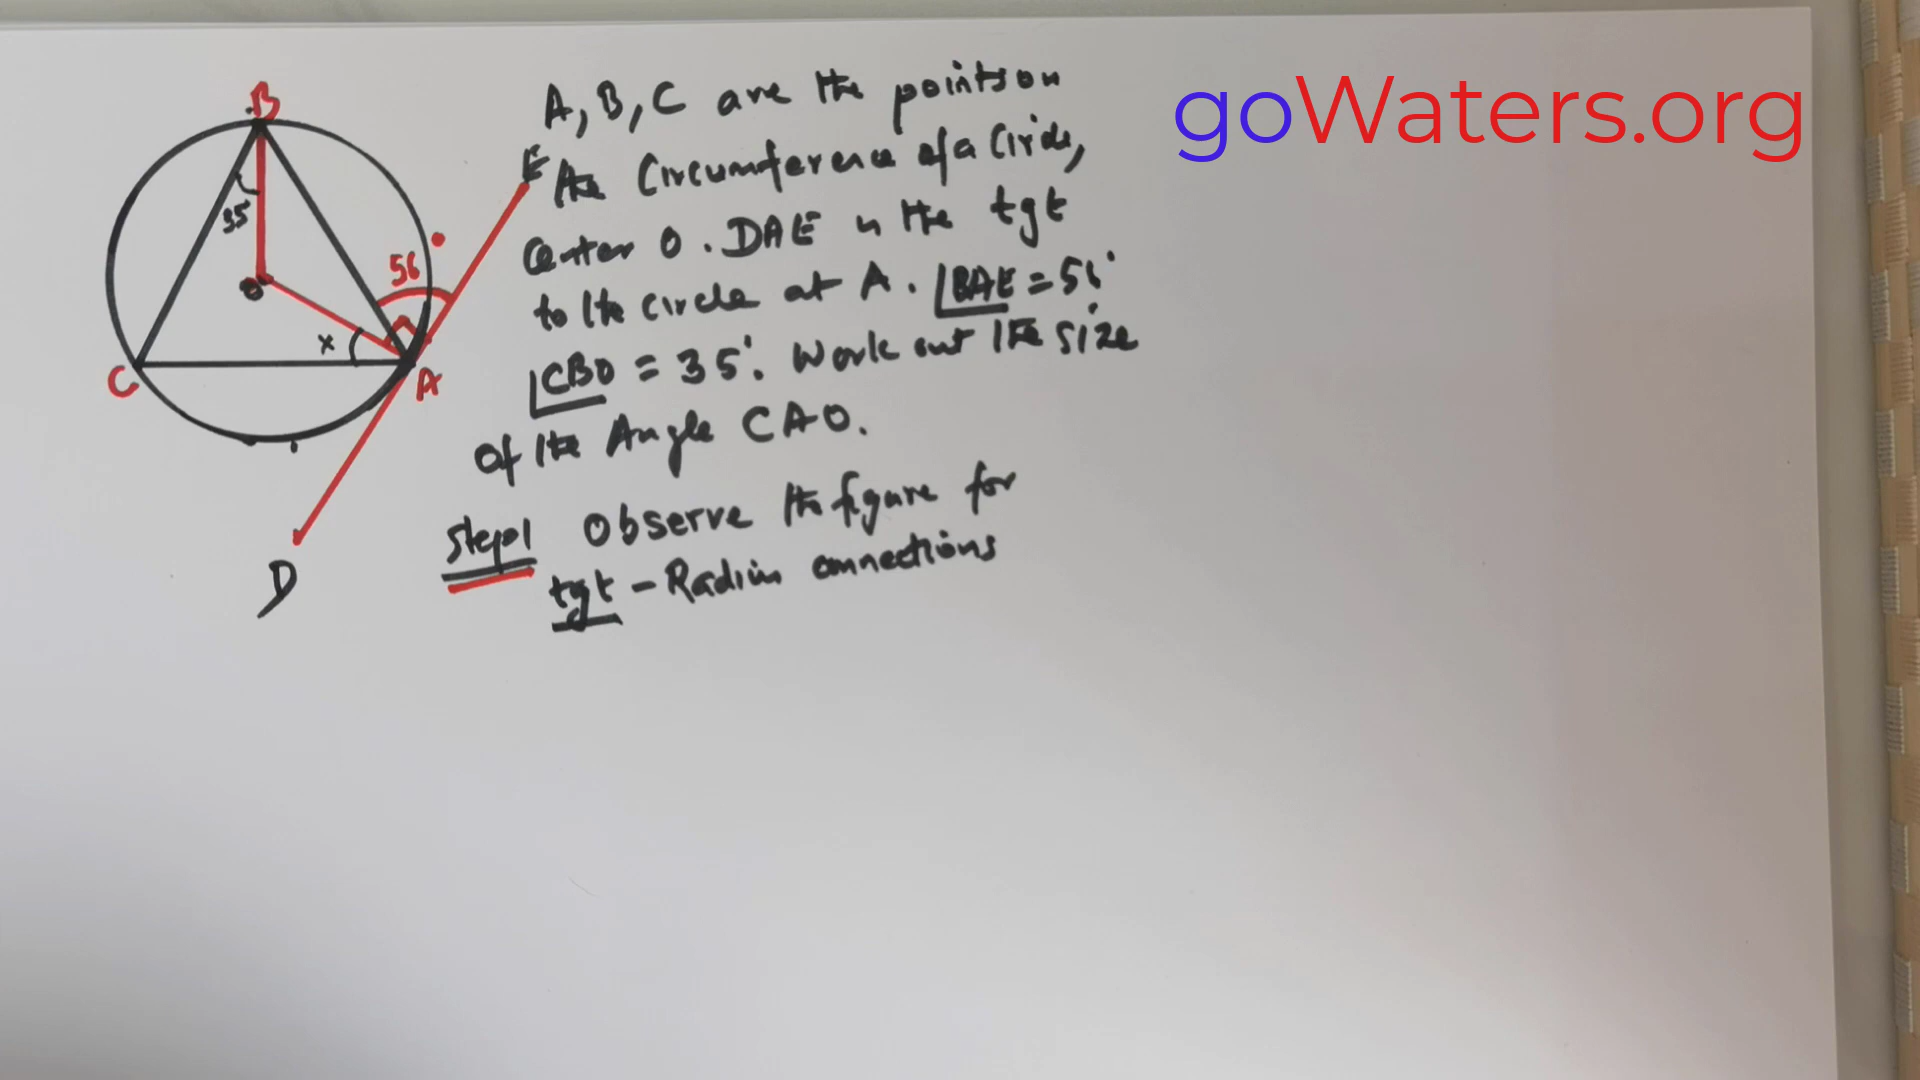 goWaters.org
B
E
35°
56°
O
x
C
A
D
A, B, C are the points on
the Circumference of a Circle,
Center O. DAE is the tgt
to the circle at A. ∠BAE = 56°
∠CBO = 35°. Work out the size
of the Angle CAO.
Step1 Observe the figure for
tgt - Radius connections